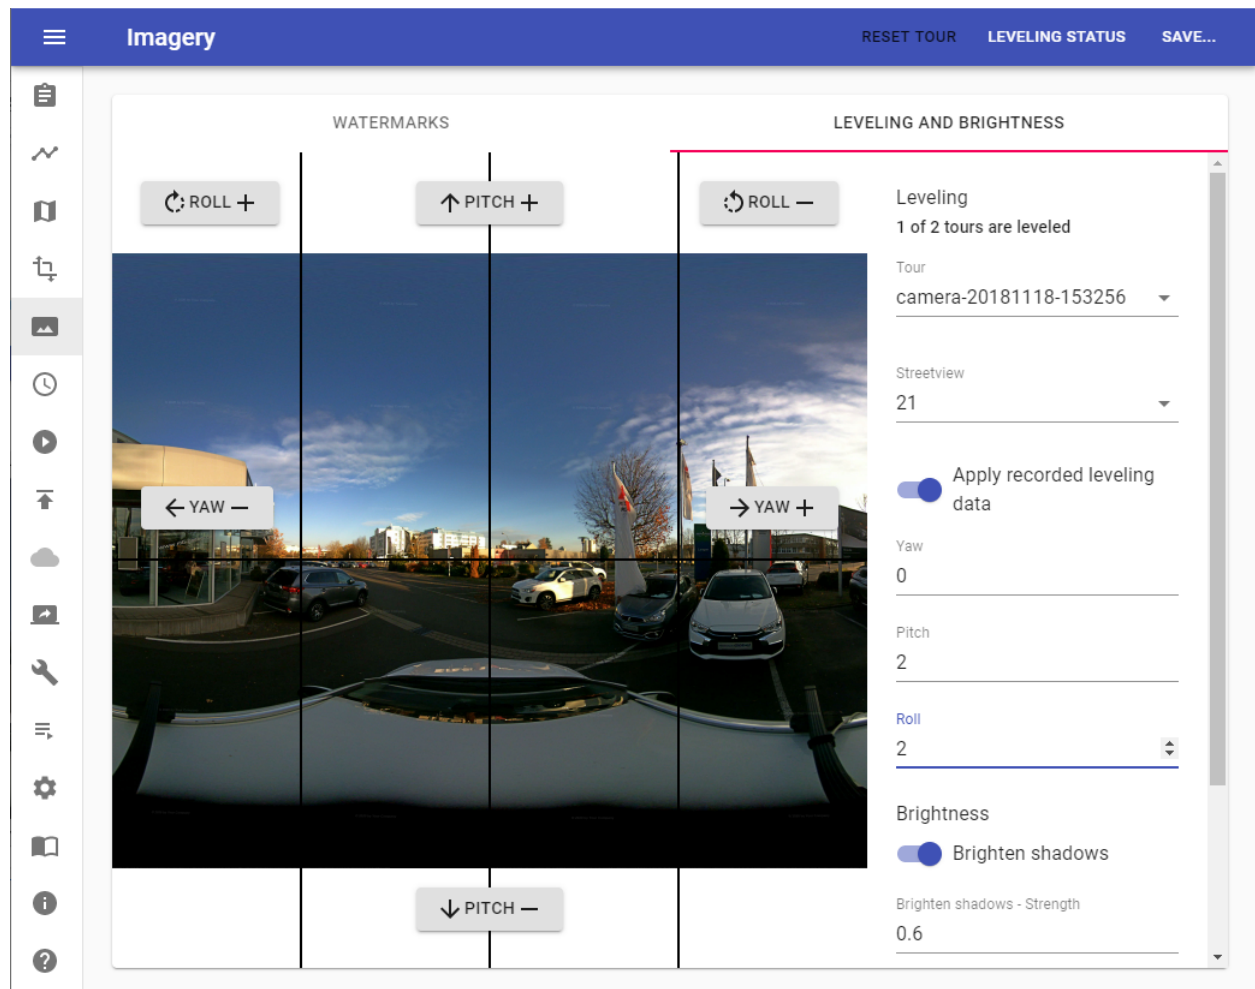 Imagery
RESET TOUR
LEVELING STATUS
SAVE...
WATERMARKS
LEVELING AND BRIGHTNESS
ROLL +
PITCH +
ROLL −
YAW −
YAW +
PITCH −
Leveling
1 of 2 tours are leveled
Tour
camera-20181118-153256
Streetview
21
Apply recorded leveling
data
Yaw
0
Pitch
2
Roll
2
Brightness
Brighten shadows
Brighten shadows - Strength
0.6